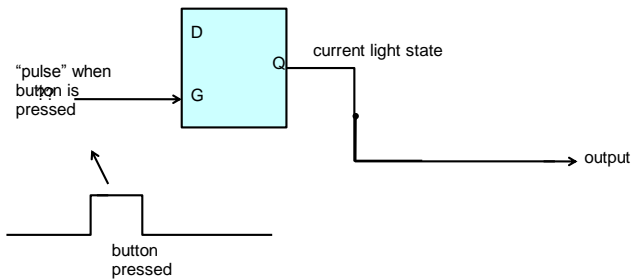 D
Q
current light state
“pulse” when
button is
??
pressed
G
output
button
pressed